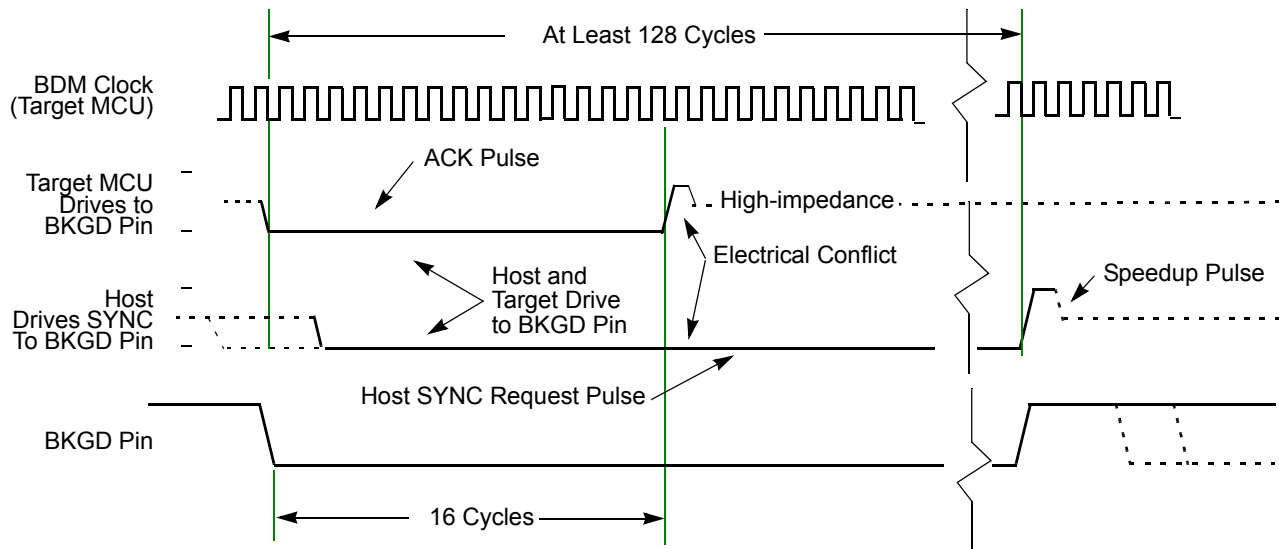 At Least 128 Cycles
BDM Clock
(Target MCU)
ACK Pulse
Target MCU
Drives to
BKGD Pin
High-impedance
Electrical Conflict
Host and
Target Drive
to BKGD Pin
Speedup Pulse
Host
Drives SYNC
To BKGD Pin
Host SYNC Request Pulse
BKGD Pin
16 Cycles